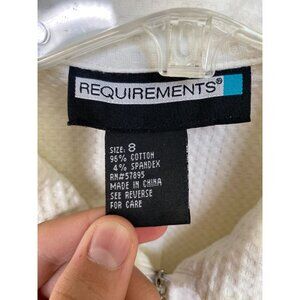 REQUIREMENTS®
SIZE: 8
96% COTTON
4% SPANDEX
RN#57895
MADE IN CHINA
SEE REVERSE
FOR CARE